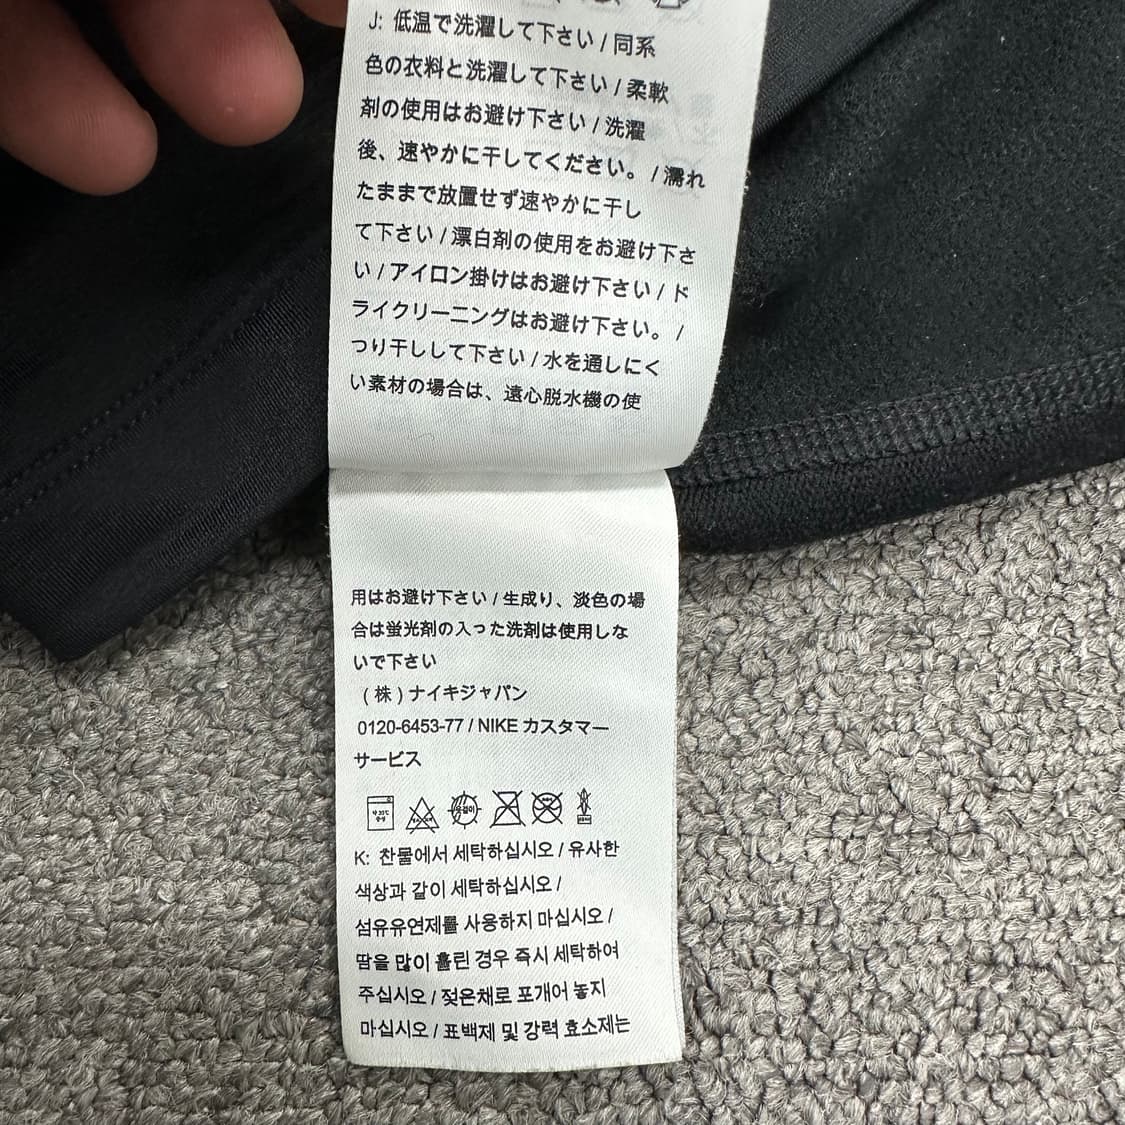 J: 低温で洗濯して下さい / 同系
色の衣料と洗濯して下さい / 柔軟
剤の使用はお避け下さい / 洗濯
後、速やかに干してください。 / 濡れ
たままで放置せず速やかに干し
て下さい / 漂白剤の使用をお避け下さ
い / アイロン掛けはお避け下さい / ド
ライクリーニングはお避け下さい。 /
つり干しして下さい / 水を通しにく
い素材の場合は、遠心脱水機の使
用はお避け下さい / 生成り、淡色の場
合は蛍光剤の入った洗剤は使用しな
いで下さい
(株)ナイキジャパン
0120-6453-77 / NIKE カスタマー
サービス
약 30℃
중성
옷걸이
K: 찬물에서 세탁하십시오 / 유사한
색상과 같이 세탁하십시오 /
섬유유연제를 사용하지 마십시오 /
땀을 많이 흘린 경우 즉시 세탁하여
주십시오 / 젖은채로 포개어 놓지
마십시오 / 표백제 및 강력 효소제는